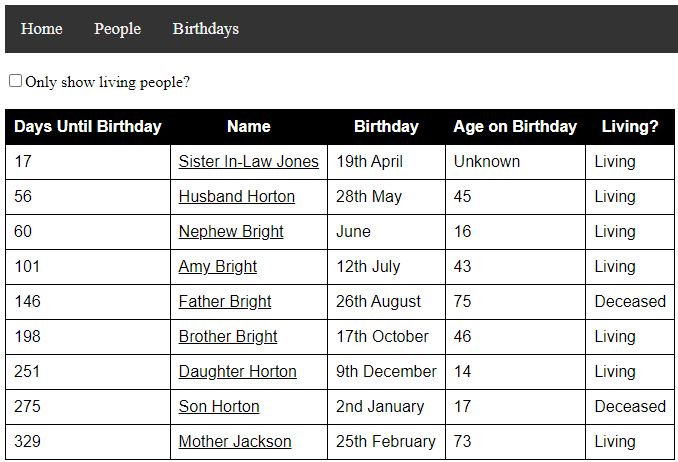 Home People Birthdays
Only show living people?
Days Until Birthday Name Birthday Age on Birthday Living?
17 Sister In-Law Jones 19th April Unknown Living
56 Husband Horton 28th May 45 Living
60 Nephew Bright June 16 Living
101 Amy Bright 12th July 43 Living
146 Father Bright 26th August 75 Deceased
198 Brother Bright 17th October 46 Living
251 Daughter Horton 9th December 14 Living
275 Son Horton 2nd January 17 Deceased
329 Mother Jackson 25th February 73 Living